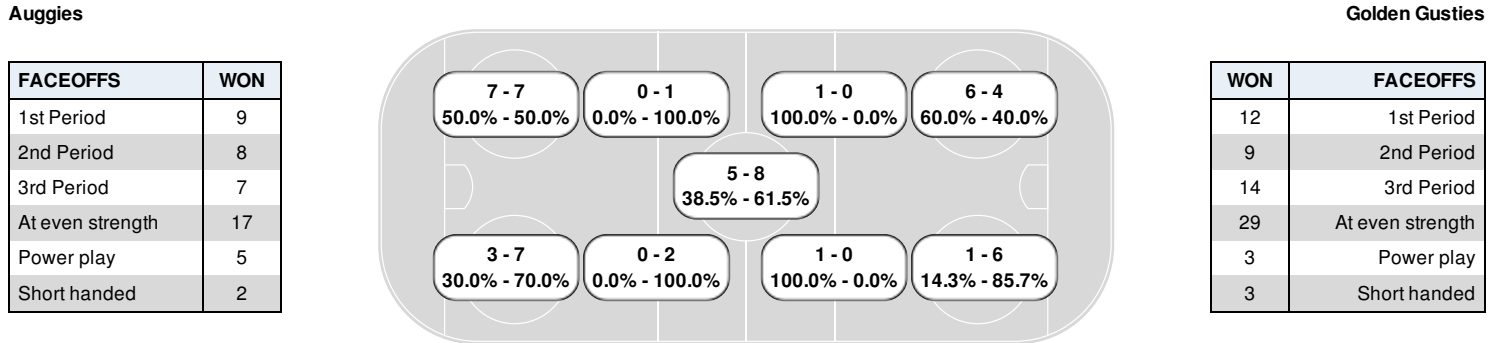 Auggies
Golden Gusties
FACEOFFS WON
1st Period 9
2nd Period 8
3rd Period 7
At even strength 17
Power play 5
Short handed 2
7 - 7
50.0% - 50.0%
0 - 1
0.0% - 100.0%
1 - 0
100.0% - 0.0%
6 - 4
60.0% - 40.0%
5 - 8
38.5% - 61.5%
3 - 7
30.0% - 70.0%
0 - 2
0.0% - 100.0%
1 - 0
100.0% - 0.0%
1 - 6
14.3% - 85.7%
WON FACEOFFS
12 1st Period
9 2nd Period
14 3rd Period
29 At even strength
3 Power play
3 Short handed